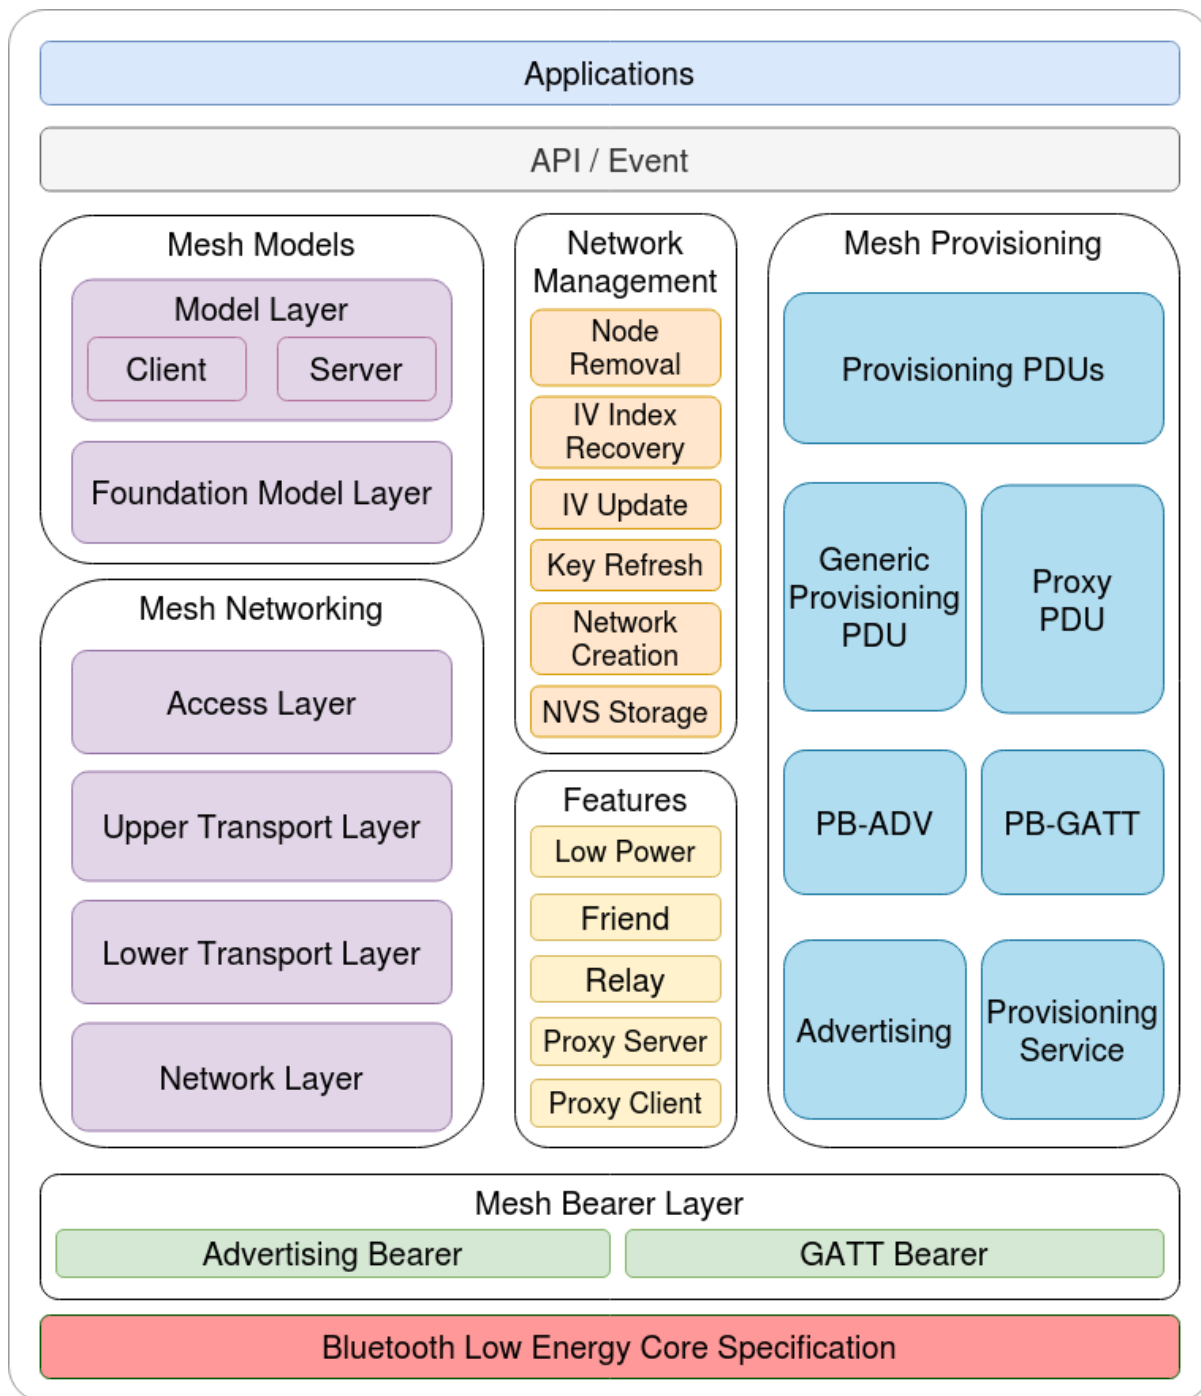 Applications
API / Event
Mesh Models
Model Layer
Client
Server
Foundation Model Layer
Mesh Networking
Access Layer
Upper Transport Layer
Lower Transport Layer
Network Layer
Network
Management
Node
Removal
IV Index
Recovery
IV Update
Key Refresh
Network
Creation
NVS Storage
Features
Low Power
Friend
Relay
Proxy Server
Proxy Client
Mesh Provisioning
Provisioning PDUs
Generic
Provisioning
PDU
Proxy
PDU
PB-ADV
PB-GATT
Advertising
Provisioning
Service
Mesh Bearer Layer
Advertising Bearer
GATT Bearer
Bluetooth Low Energy Core Specification